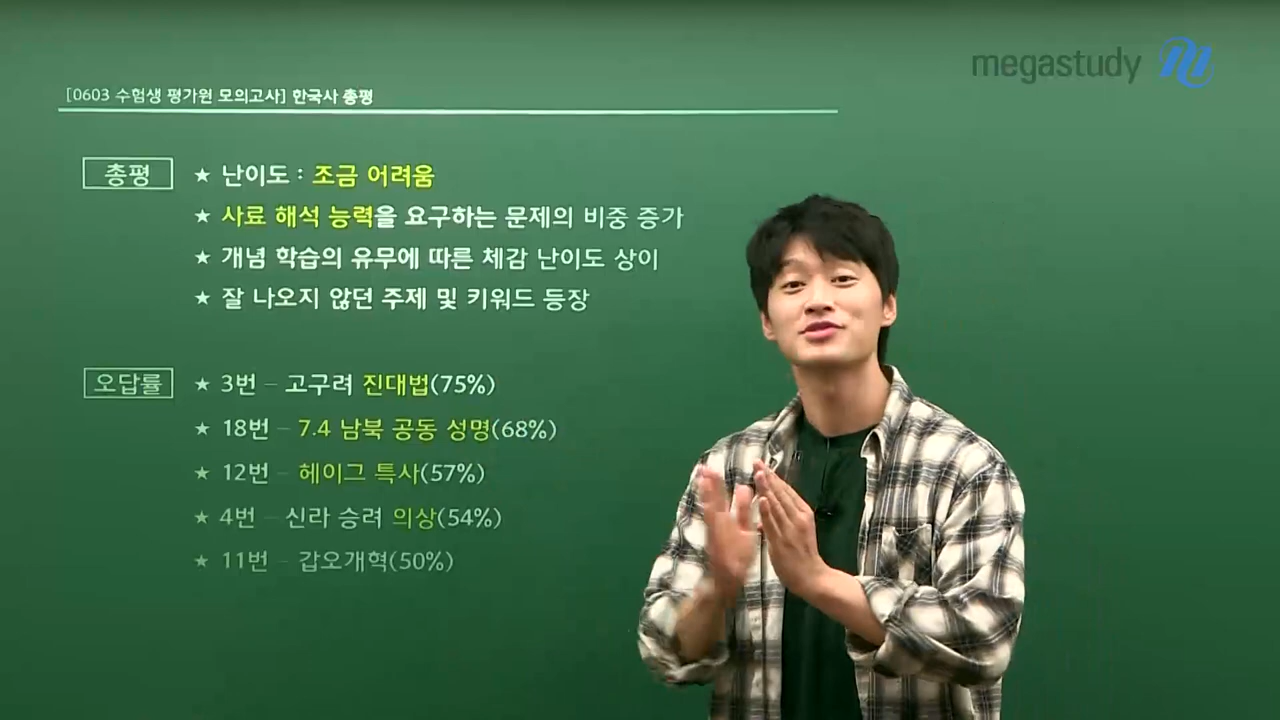 megastudy
[0603 수험생 평가원 모의고사] 한국사 총평
총평 ★ 난이도 : 조금 어려움
★ 사료 해석 능력을 요구하는 문제의 비중 증가
★ 개념 학습의 유무에 따른 체감 난이도 상이
★ 잘 나오지 않던 주제 및 키워드 등장
오답률 ★ 3번 – 고구려 진대법(75%)
★ 18번 – 7.4 남북 공동 성명(68%)
★ 12번 – 헤이그 특사(57%)
★ 4번 – 신라 승려 의상(54%)
★ 11번 – 갑오개혁(50%)